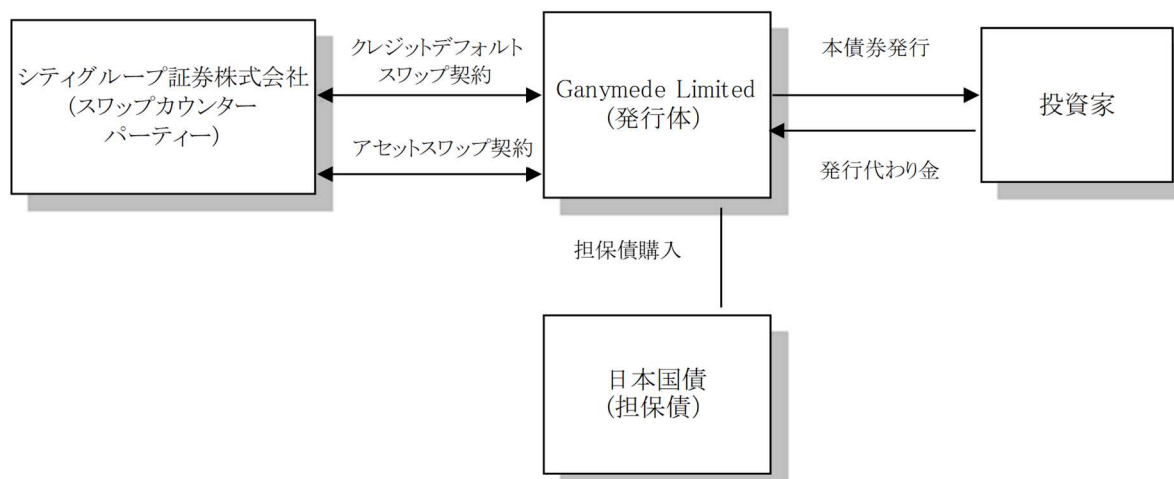 シティグループ証券株式会社
(スワップカウンター
パーティー)
クレジットデフォルト
スワップ契約
アセットスワップ契約
Ganymede Limited
(発行体)
本債券発行
発行代わり金
投資家
担保債購入
日本国債
(担保債)